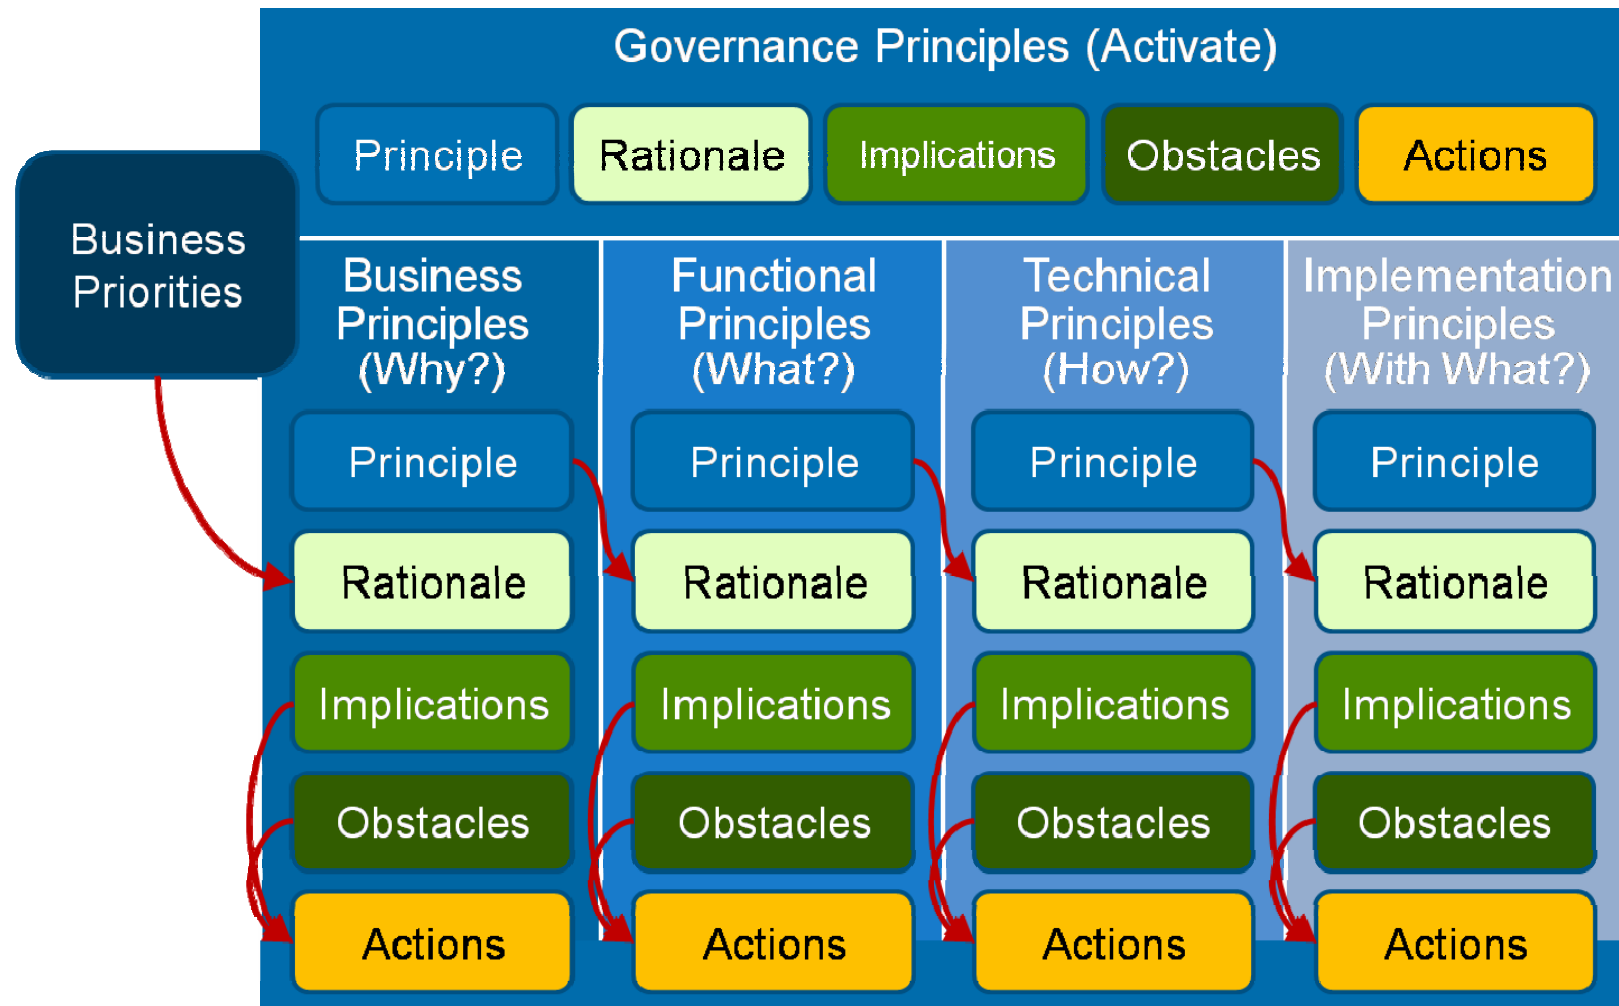 Governance Principles (Activate)
Principle
Rationale
Implications
Obstacles
Actions
Business
Priorities
Business
Principles
(Why?)
Principle
Rationale
Implications
Obstacles
Actions
Functional
Principles
(What?)
Principle
Rationale
Implications
Obstacles
Actions
Technical
Principles
(How?)
Principle
Rationale
Implications
Obstacles
Actions
Implementation
Principles
(With What?)
Principle
Rationale
Implications
Obstacles
Actions